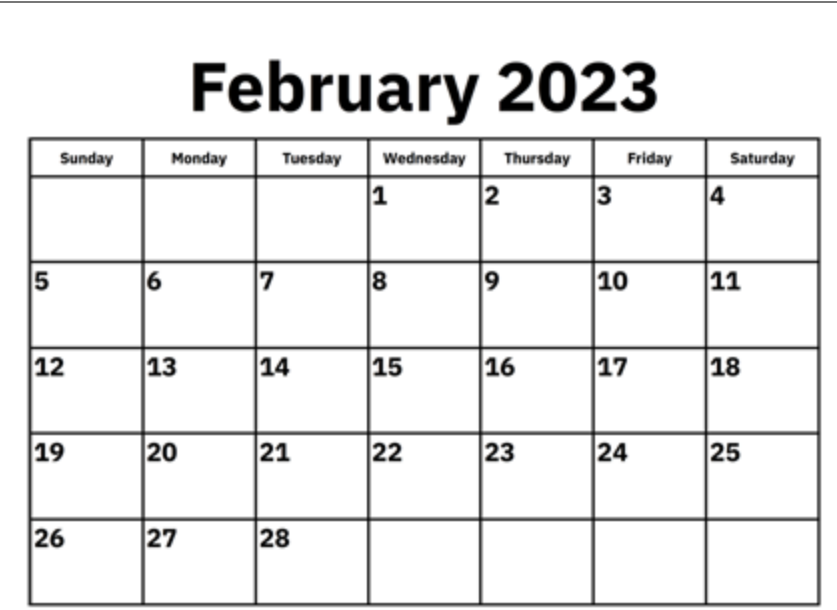 February 2023
Sunday Monday Tuesday Wednesday Thursday Friday Saturday
1 2 3 4
5 6 7 8 9 10 11
12 13 14 15 16 17 18
19 20 21 22 23 24 25
26 27 28